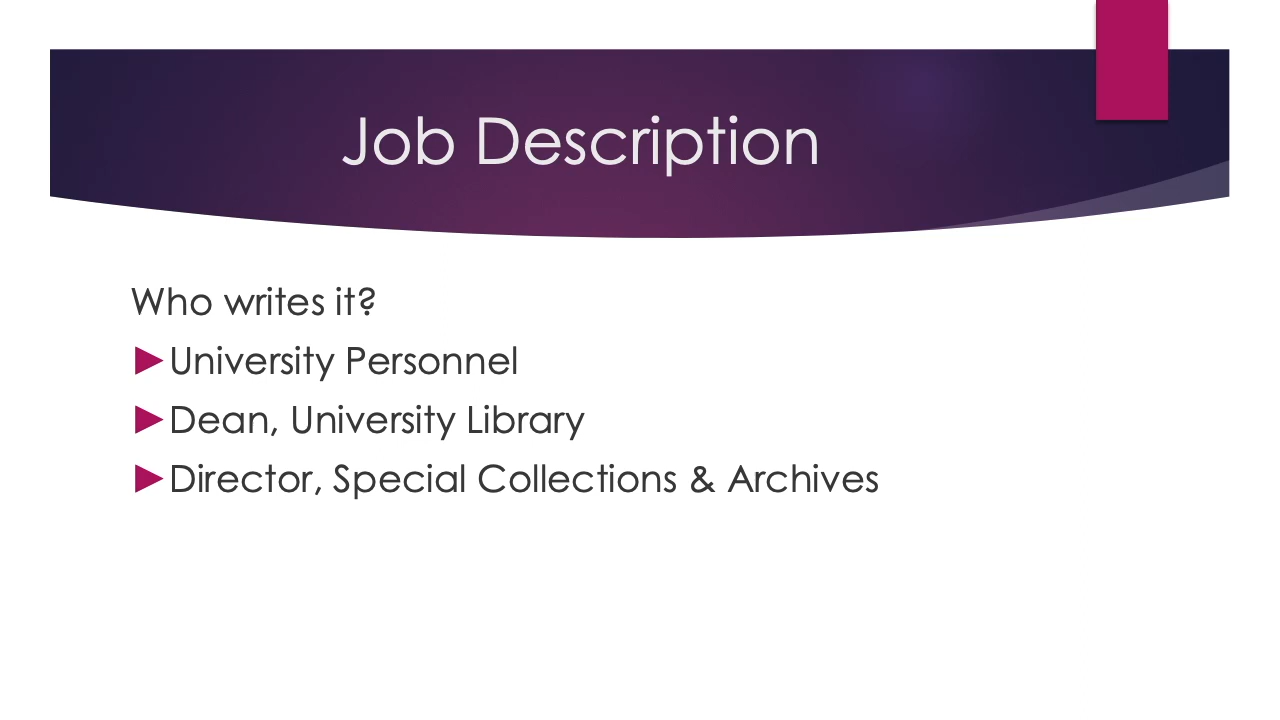 Job Description
Who writes it?
►University Personnel
►Dean, University Library
►Director, Special Collections & Archives